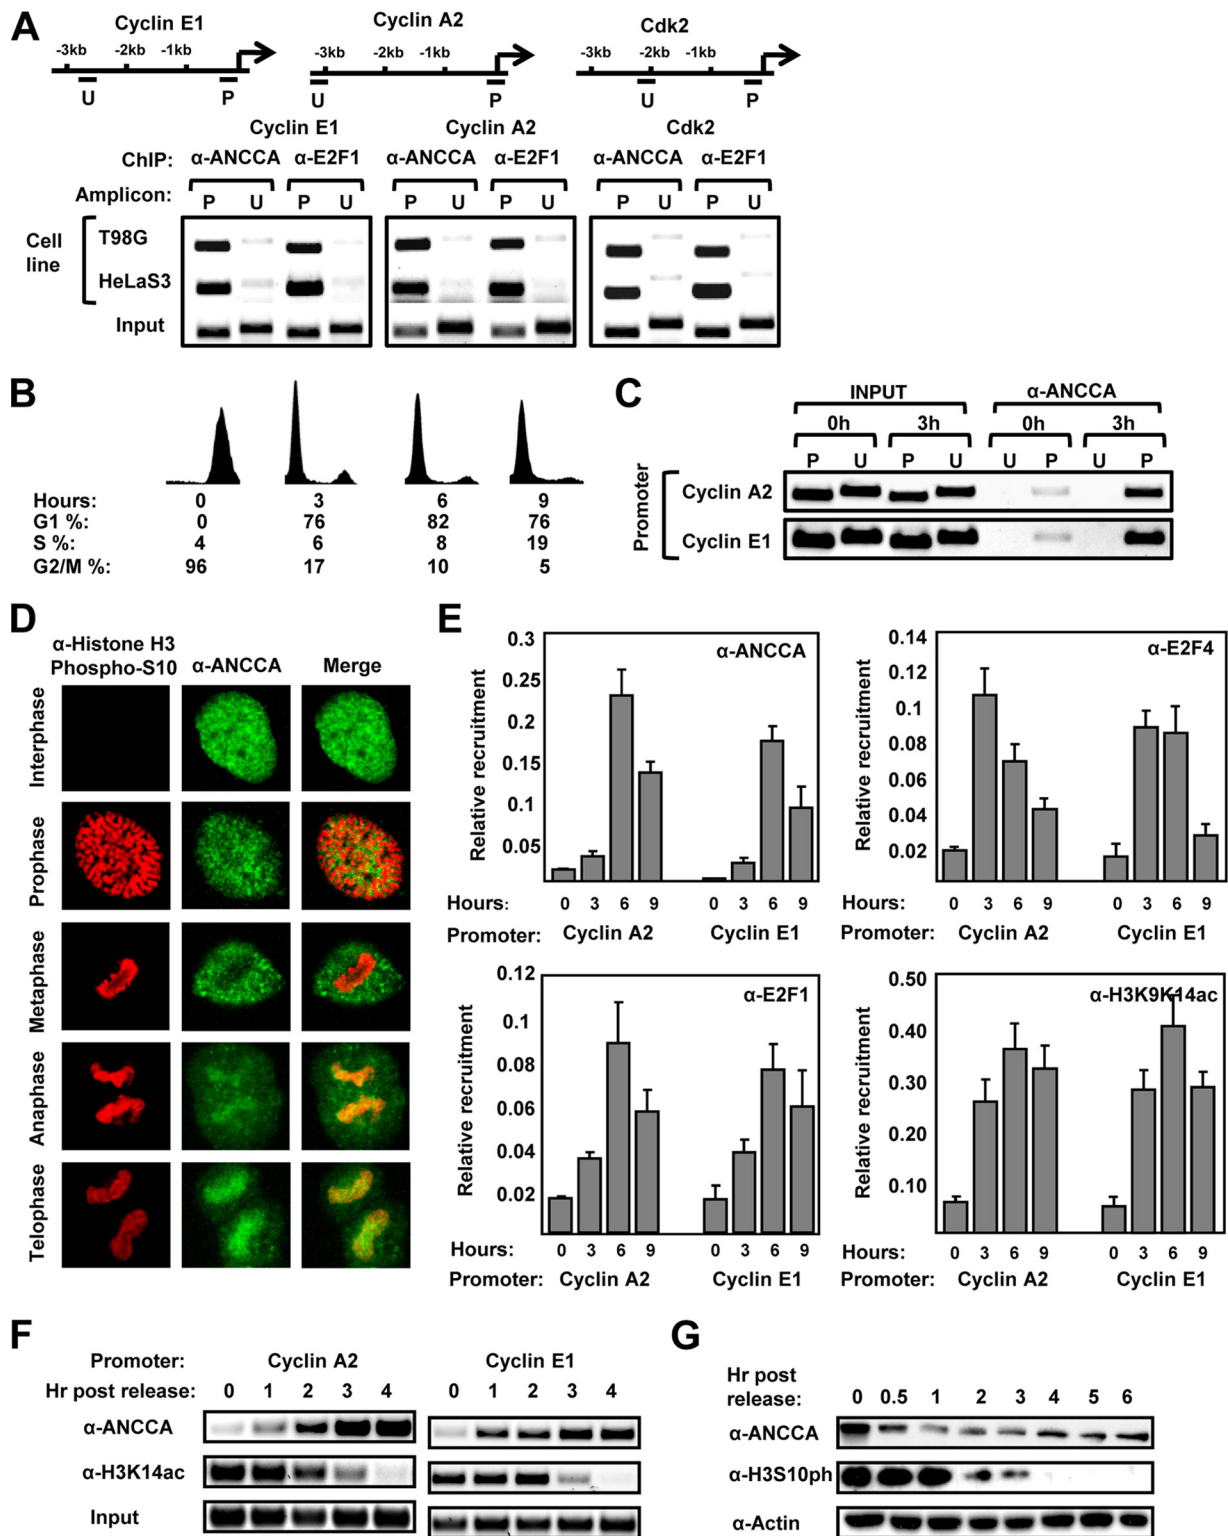 A
Cyclin E1
Cyclin A2
Cdk2
-3kb -2kb -1kb
-3kb -2kb -1kb
-3kb -2kb -1kb
U P
U P
U P
Cyclin E1 Cyclin A2 Cdk2
ChIP: α-ANCCA α-E2F1 α-ANCCA α-E2F1 α-ANCCA α-E2F1
Amplicon: P U P U P U P U P U P U
Cell line
T98G
HeLaS3
Input
B
Hours: 0 3 6 9
G1 %: 0 76 82 76
S %: 4 6 8 19
G2/M %: 96 17 10 5
C
INPUT α-ANCCA
0h 3h 0h 3h
P U P U U P U P
Promoter
Cyclin A2
Cyclin E1
D
α-Histone H3
Phospho-S10 α-ANCCA Merge
Interphase
Prophase
Metaphase
Anaphase
Telophase
E
α-ANCCA
Relative recruitment
0.3
0.25
0.2
0.15
0.1
0.05
Hours: 0 3 6 9 0 3 6 9
Promoter: Cyclin A2 Cyclin E1
α-E2F4
Relative recruitment
0.14
0.12
0.1
0.08
0.06
0.04
0.02
Hours: 0 3 6 9 0 3 6 9
Promoter: Cyclin A2 Cyclin E1
α-E2F1
Relative recruitment
0.12
0.1
0.08
0.06
0.04
0.02
Hours: 0 3 6 9 0 3 6 9
Promoter: Cyclin A2 Cyclin E1
α-H3K9K14ac
Relative recruitment
0.50
0.40
0.30
0.20
0.10
Hours: 0 3 6 9 0 3 6 9
Promoter: Cyclin A2 Cyclin E1
F
Promoter: Cyclin A2 Cyclin E1
Hr post release: 0 1 2 3 4 0 1 2 3 4
α-ANCCA
α-H3K14ac
Input
G
Hr post
release: 0 0.5 1 2 3 4 5 6
α-ANCCA
α-H3S10ph
α-Actin